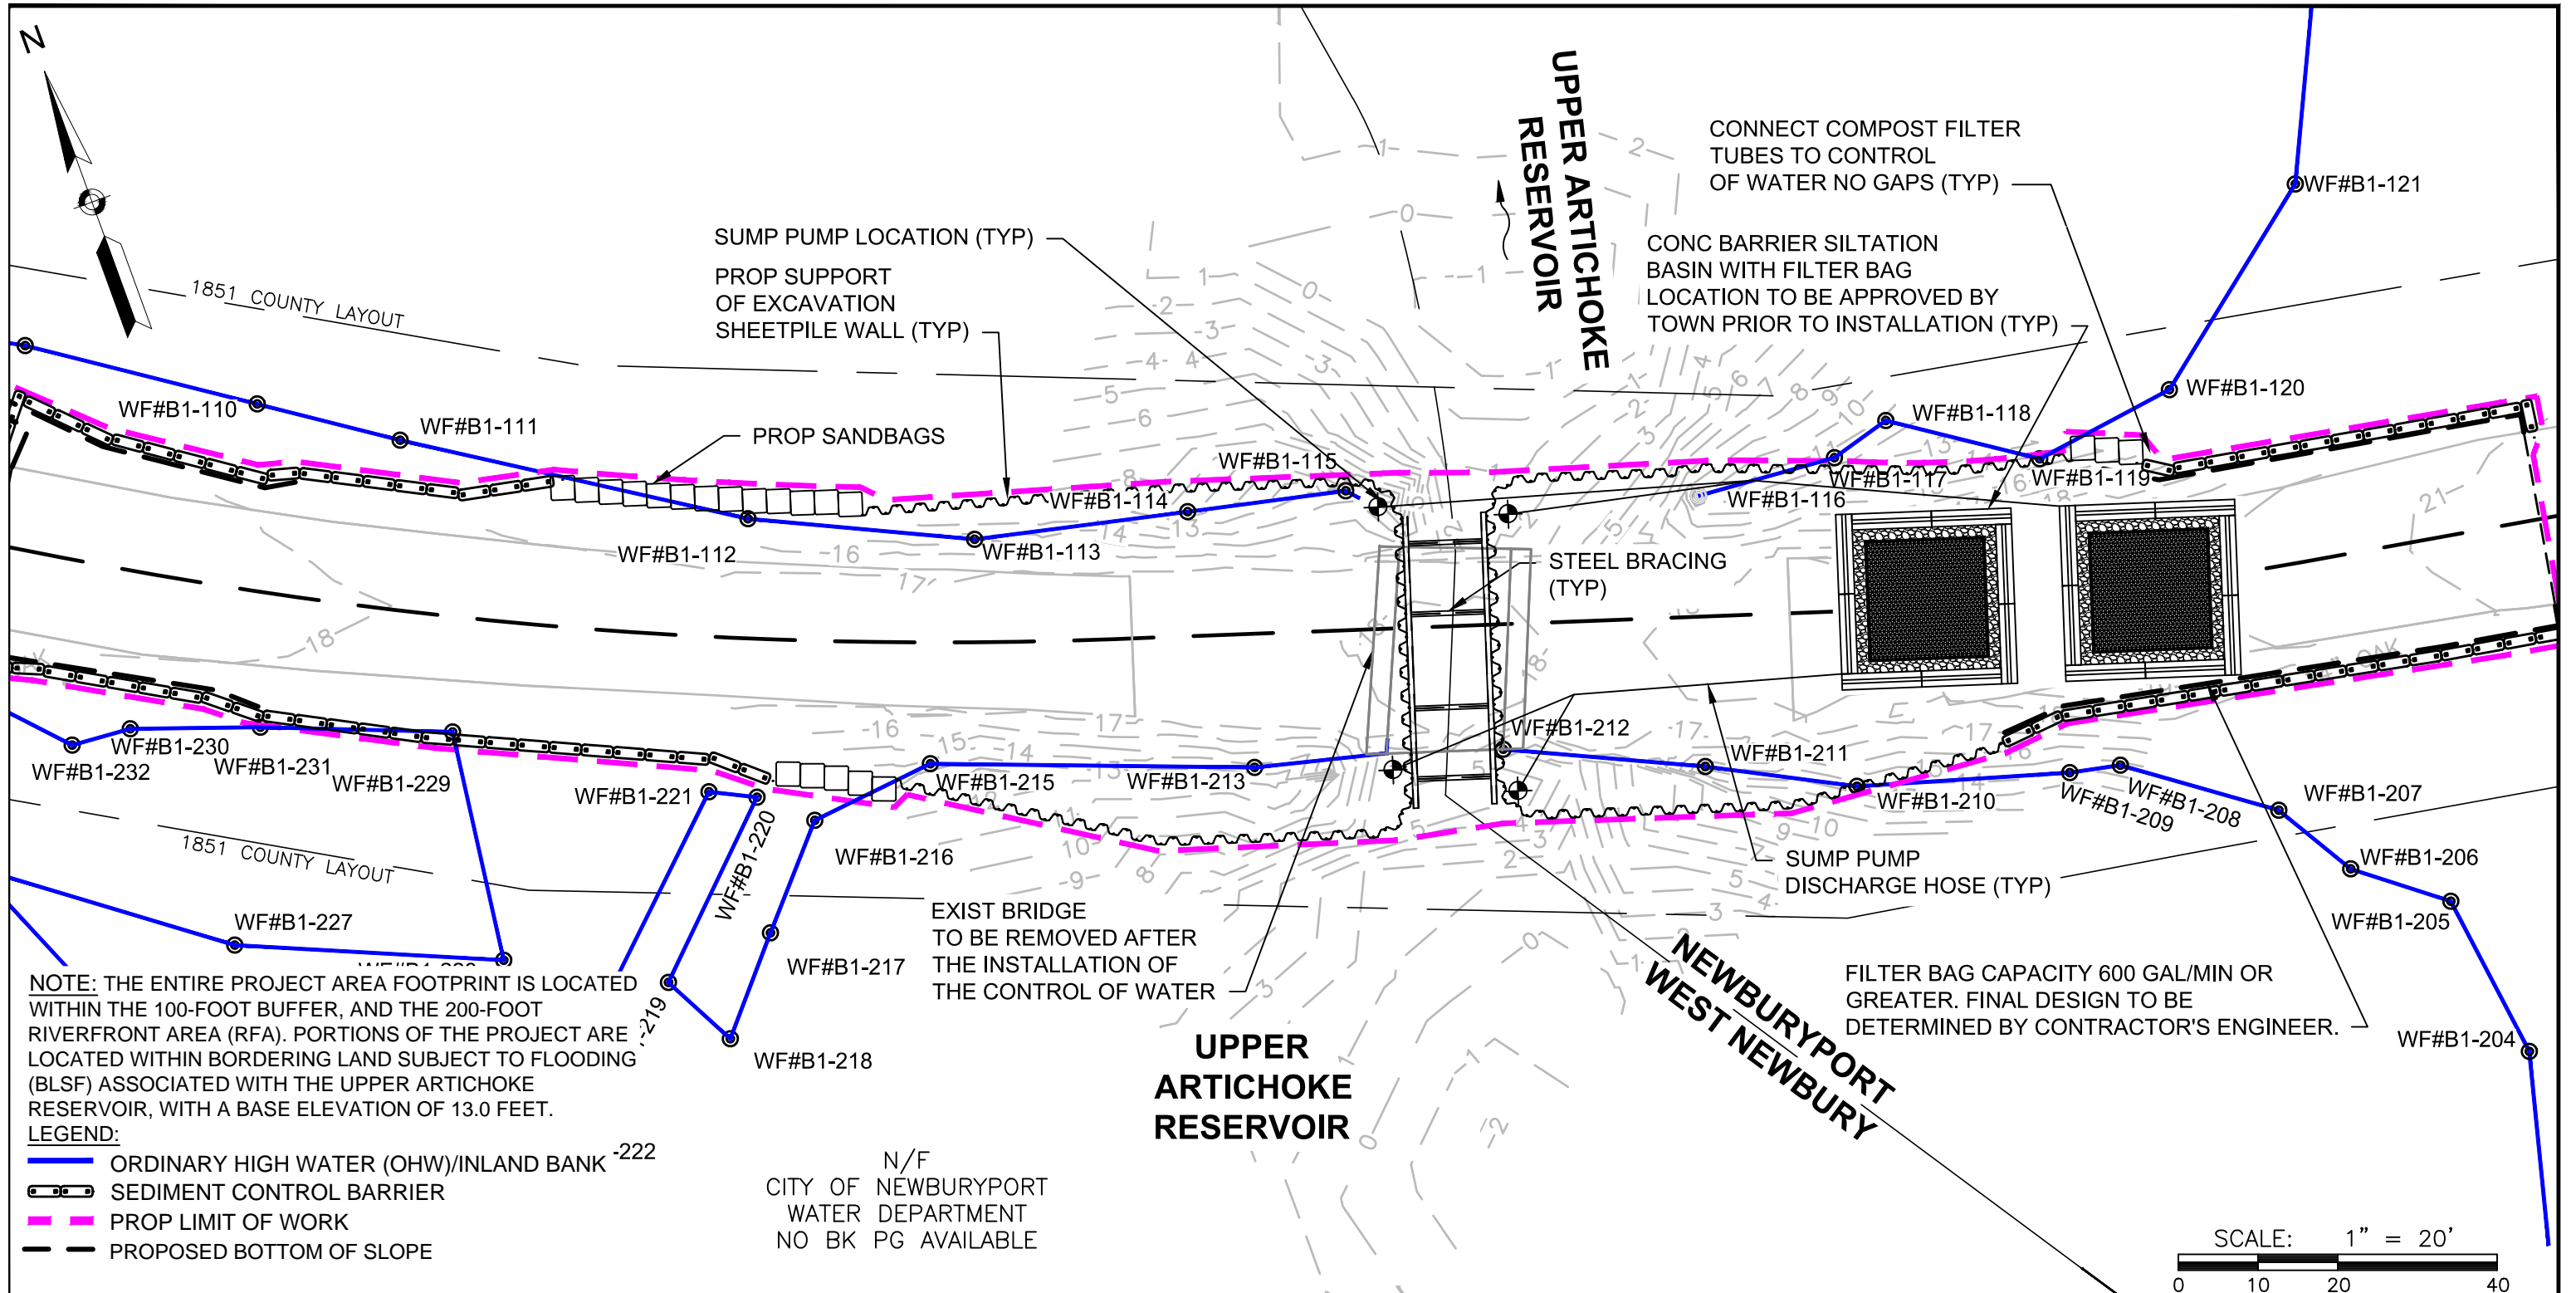 N
1851 COUNTY LAYOUT
SUMP PUMP LOCATION (TYP)
PROP SUPPORT
OF EXCAVATION
SHEETPILE WALL (TYP)
PROP SANDBAGS
UPPER ARTICHOKE
RESERVOIR
CONNECT COMPOST FILTER
TUBES TO CONTROL
OF WATER NO GAPS (TYP)
CONC BARRIER SILTATION
BASIN WITH FILTER BAG
LOCATION TO BE APPROVED BY
TOWN PRIOR TO INSTALLATION (TYP)
WF#B1-121
WF#B1-120
WF#B1-110
WF#B1-111
WF#B1-112
WF#B1-113
WF#B1-114
WF#B1-115
WF#B1-116
WF#B1-117
WF#B1-118
WF#B1-119
STEEL BRACING
(TYP)
WF#B1-232
WF#B1-230
WF#B1-231
WF#B1-229
WF#B1-221
WF#B1-220
WF#B1-215
WF#B1-213
WF#B1-212
WF#B1-211
WF#B1-210
WF#B1-209
WF#B1-208
WF#B1-207
WF#B1-206
WF#B1-205
WF#B1-204
WF#B1-216
WF#B1-217
WF#B1-218
-219
WF#B1-227
1851 COUNTY LAYOUT
EXIST BRIDGE
TO BE REMOVED AFTER
THE INSTALLATION OF
THE CONTROL OF WATER
SUMP PUMP
DISCHARGE HOSE (TYP)
NEWBURYPORT
WEST NEWBURY
FILTER BAG CAPACITY 600 GAL/MIN OR
GREATER. FINAL DESIGN TO BE
DETERMINED BY CONTRACTOR'S ENGINEER.
UPPER
ARTICHOKE
RESERVOIR
NOTE: THE ENTIRE PROJECT AREA FOOTPRINT IS LOCATED
WITHIN THE 100-FOOT BUFFER, AND THE 200-FOOT
RIVERFRONT AREA (RFA). PORTIONS OF THE PROJECT ARE
LOCATED WITHIN BORDERING LAND SUBJECT TO FLOODING
(BLSF) ASSOCIATED WITH THE UPPER ARTICHOKE
RESERVOIR, WITH A BASE ELEVATION OF 13.0 FEET.
LEGEND:
ORDINARY HIGH WATER (OHW)/INLAND BANK
-222
SEDIMENT CONTROL BARRIER
PROP LIMIT OF WORK
PROPOSED BOTTOM OF SLOPE
N/F
CITY OF NEWBURYPORT
WATER DEPARTMENT
NO BK PG AVAILABLE
SCALE: 1" = 20'
0 10 20 40